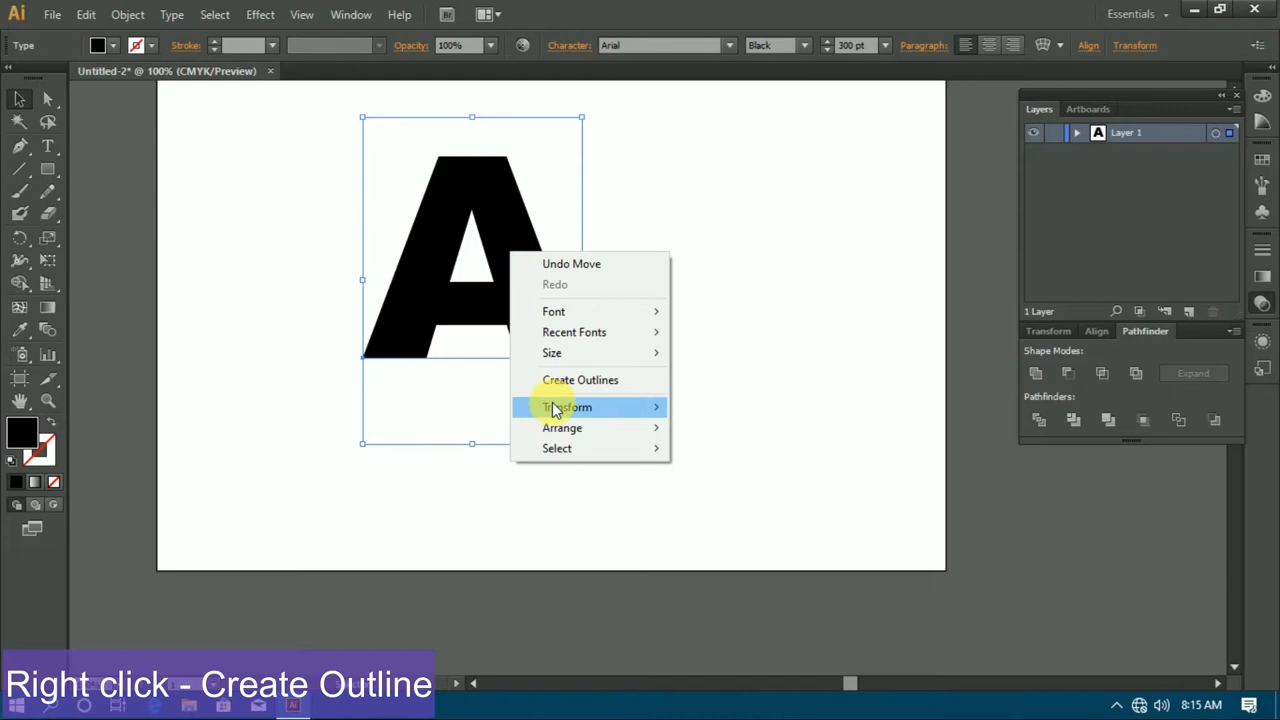 Ai File Edit Object Type Select Effect View Window Help Br Essentials
Type Stroke: Opacity: 100% Character: Arial Black 300 pt Paragraph: Align Transform
Untitled-2* @ 100% (CMYK/Preview)
Layers Artboards
A Layer 1
A
Undo Move
Redo
Font
Recent Fonts
Size
Create Outlines
Transform
Arrange
Select
1 Layer
Transform Align Pathfinder
Shape Modes:
Expand
Pathfinders:
Right click - Create Outline
8:15 AM